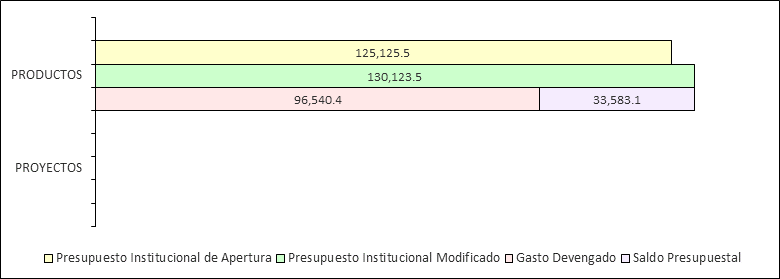 125,125.5
PRODUCTOS
130,123.5
96,540.4 33,583.1
PROYECTOS
Presupuesto Institucional de Apertura Presupuesto Institucional Modificado Gasto Devengado Saldo Presupuestal